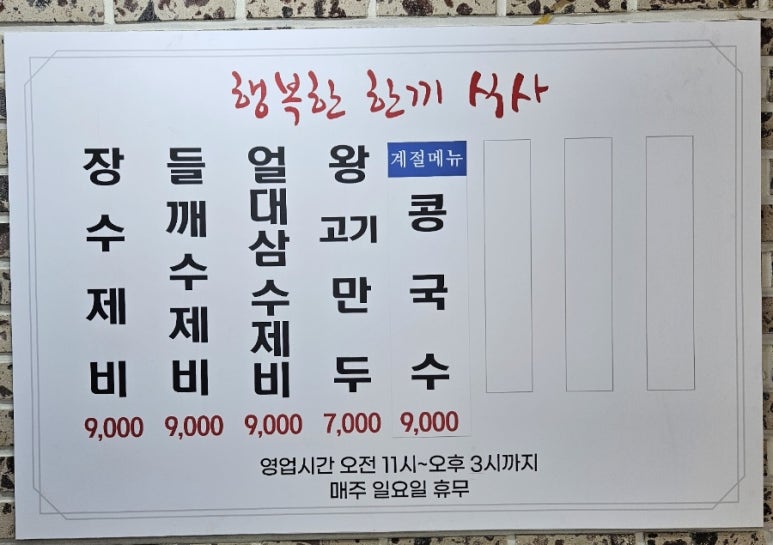 행복한 한끼 식사
장수제비
9,000
들깨수제비
9,000
얼대삼수제비
9,000
왕고기만두
7,000
계절메뉴
콩국수
9,000
영업시간 오전 11시~오후 3시까지
매주 일요일 휴무